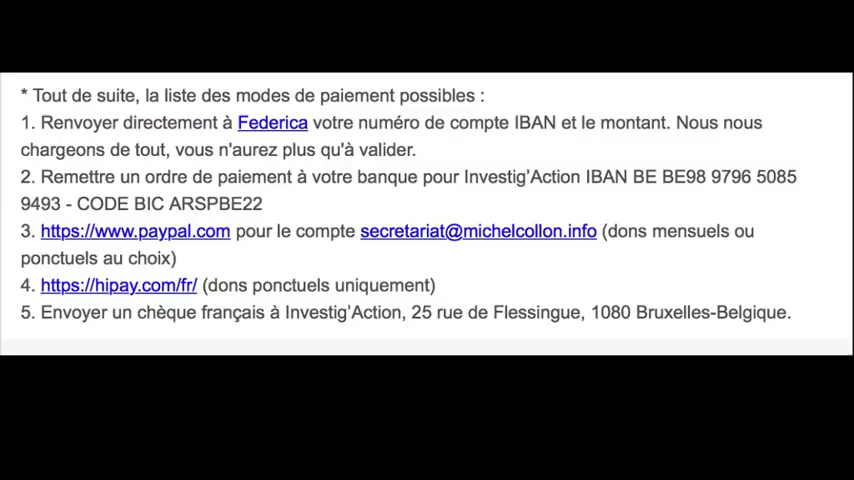 * Tout de suite, la liste des modes de paiement possibles :
1. Renvoyer directement à Federica votre numéro de compte IBAN et le montant. Nous nous
chargeons de tout, vous n'aurez plus qu'à valider.
2. Remettre un ordre de paiement à votre banque pour Investig’Action IBAN BE BE98 9796 5085
9493 - CODE BIC ARSPBE22
3. https://www.paypal.com pour le compte secretariat@michelcollon.info (dons mensuels ou
ponctuels au choix)
4. https://hipay.com/fr/ (dons ponctuels uniquement)
5. Envoyer un chèque français à Investig’Action, 25 rue de Flessingue, 1080 Bruxelles-Belgique.